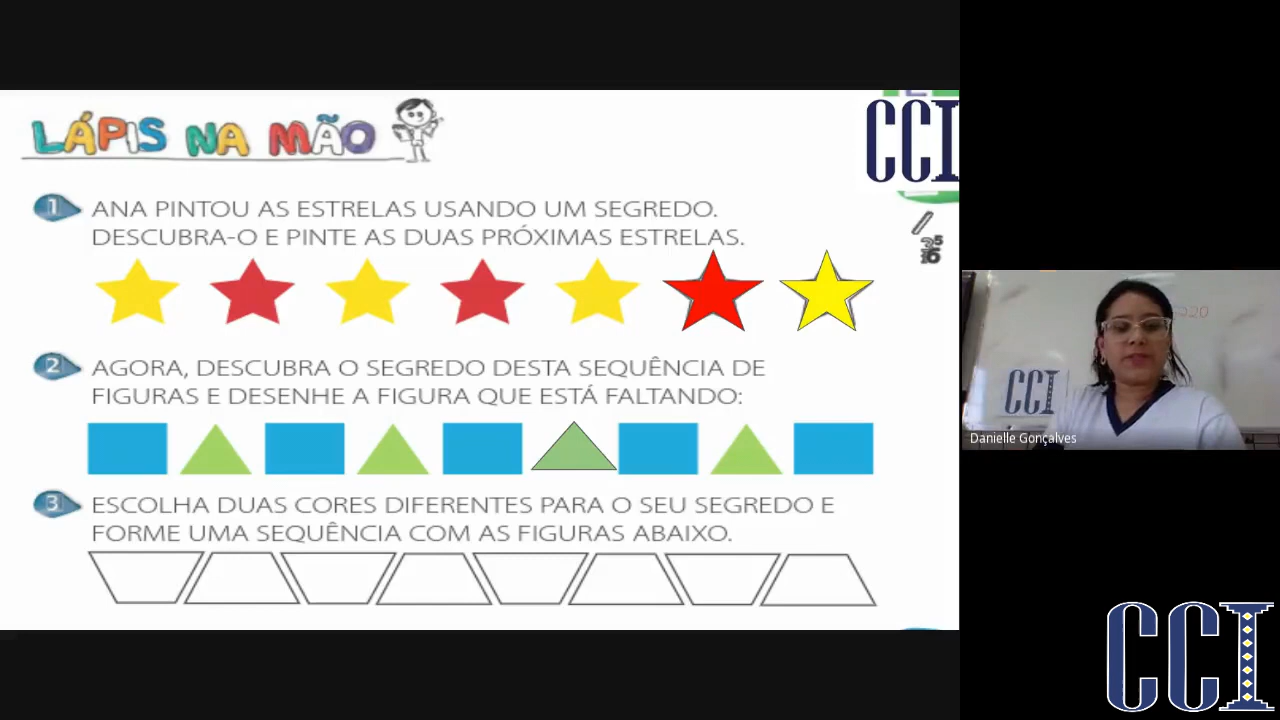 LÁPIS NA MÃO
CCI
1 ANA PINTOU AS ESTRELAS USANDO UM SEGREDO.
DESCUBRA-O E PINTE AS DUAS PRÓXIMAS ESTRELAS.
2 AGORA, DESCUBRA O SEGREDO DESTA SEQUÊNCIA DE
FIGURAS E DESENHE A FIGURA QUE ESTÁ FALTANDO:
3 ESCOLHA DUAS CORES DIFERENTES PARA O SEU SEGREDO E
FORME UMA SEQUÊNCIA COM AS FIGURAS ABAIXO.
CCI
Danielle Gonçalves
CCI